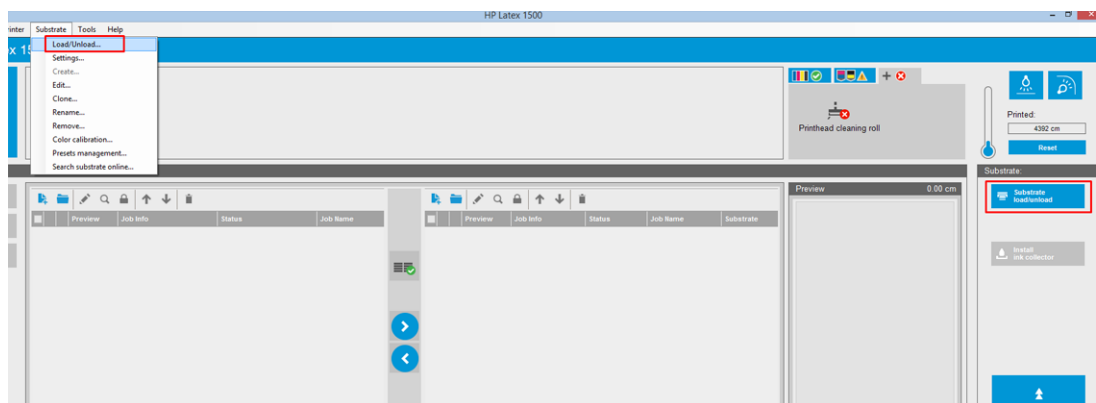 HP Latex 1500
Substrate Tools Help
Load/Unload...
Settings...
Create...
Edit...
Clone...
Rename...
Remove...
Color calibration...
Presets management...
Search substrate online...
Printhead cleaning roll
Printed:
4392 cm
Reset
Substrate:
Substrate
load/unload
Install
ink collector
Preview Job Info Status Job Name
Preview Job Info Status Job Name Substrate
Preview 0.00 cm